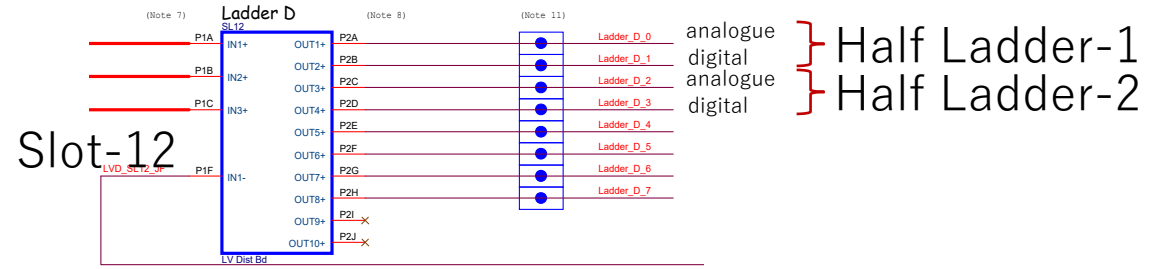 (Note 7) Ladder D (Note 8) (Note 11)
SL12
P1A IN1+ OUT1+ P2A Ladder_D_0 analogue
P1B IN2+ OUT2+ P2B Ladder_D_1 digital
Half Ladder-1
OUT3+ P2C Ladder_D_2 analogue
P1C IN3+ OUT4+ P2D Ladder_D_3 digital
Half Ladder-2
OUT5+ P2E Ladder_D_4
Slot-12
OUT6+ P2F Ladder_D_5
LVD_SL12_JP P1F IN1- OUT7+ P2G Ladder_D_6
OUT8+ P2H Ladder_D_7
OUT9+ P2I
OUT10+ P2J
LV Dist Bd